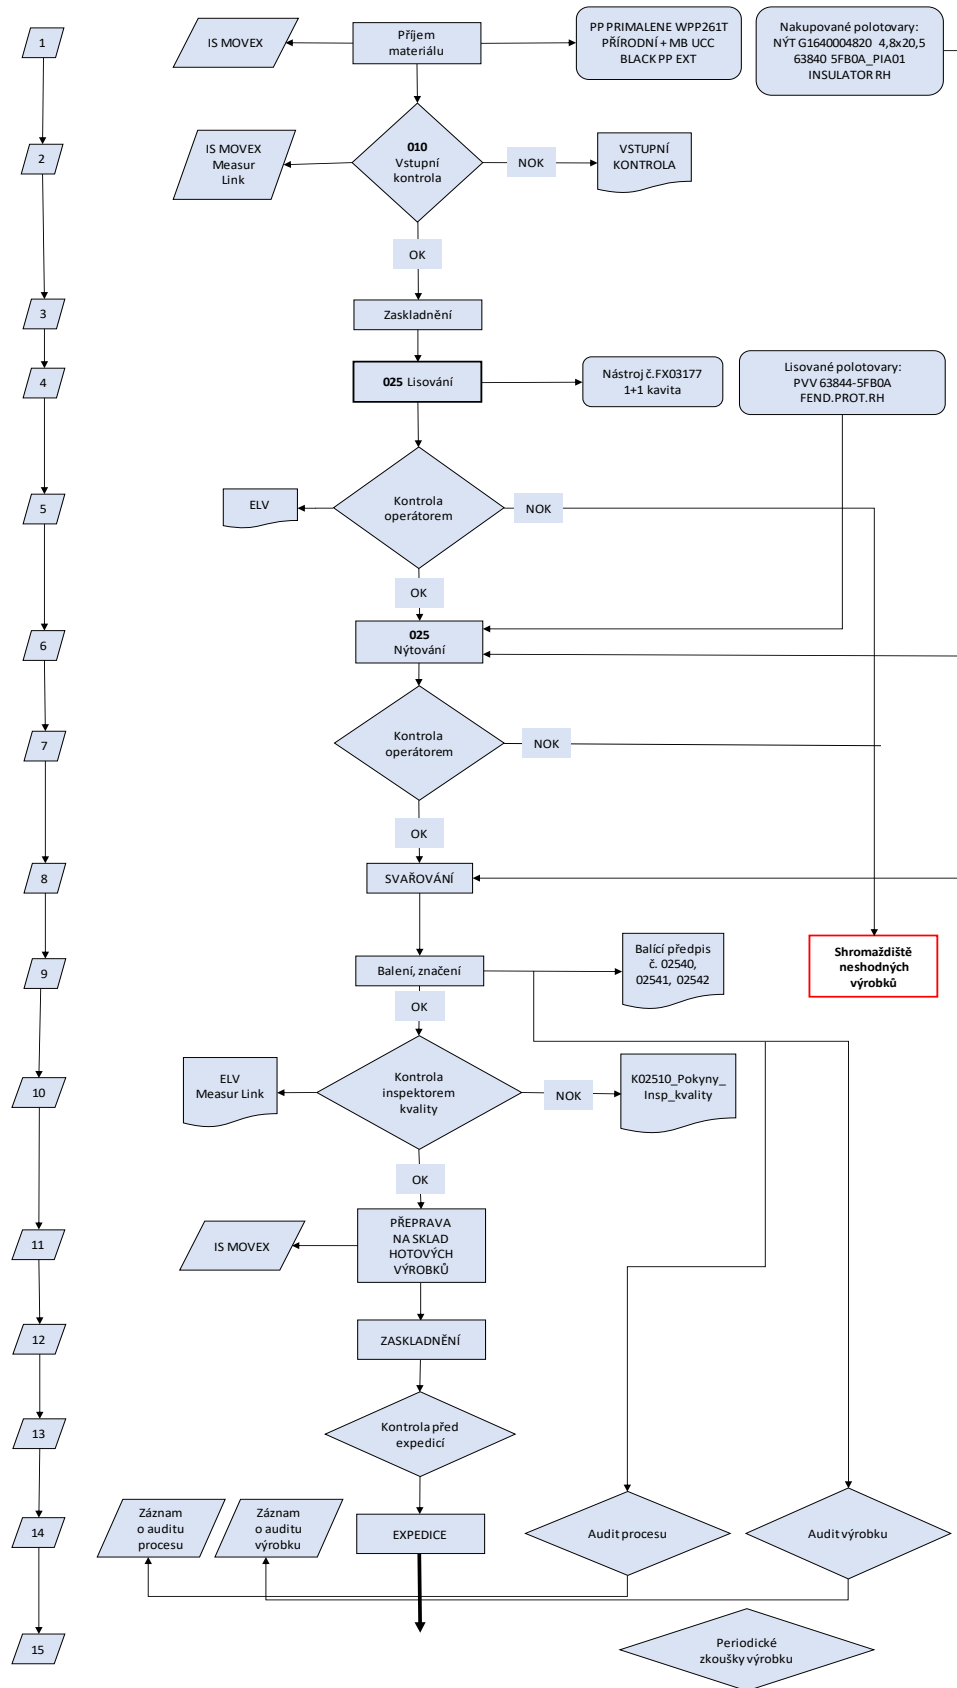 1
IS MOVEX
Příjem
materiálu
PP PRIMALENE WPP261T
PŘÍRODNÍ + MB UCC
BLACK PP EXT
Nakupované polotovary:
NÝT G1640004820 4,8x20,5
63840 5FB0A_PIA01
INSULATOR RH
2
IS MOVEX
Measur
Link
010
Vstupní
kontrola
NOK
VSTUPNÍ
KONTROLA
OK
3
Zaskladnění
4
025 Lisování
Nástroj č.FX03177
1+1 kavita
Lisované polotovary:
PVV 63844-5FB0A
FEND.PROT.RH
5
ELV
Kontrola
operátorem
NOK
OK
6
025
Nýtování
7
Kontrola
operátorem
NOK
OK
8
SVAŘOVÁNÍ
9
Balení, značení
Balící předpis
č. 02540,
02541, 02542
Shromaždiště
neshodných
výrobků
OK
10
ELV
Measur Link
Kontrola
inspektorem
kvality
NOK
K02510_Pokyny_
Insp_kvality
OK
11
IS MOVEX
PŘEPRAVA
NA SKLAD
HOTOVÝCH
VÝROBKŮ
12
ZASKLADNĚNÍ
13
Kontrola před
expedicí
14
Záznam
o auditu
procesu
Záznam
o auditu
výrobku
EXPEDICE
Audit procesu
Audit výrobku
15
Periodické
zkoušky výrobku